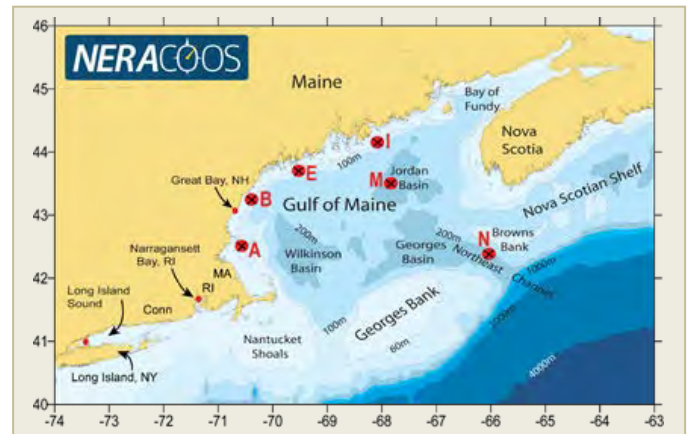 NERACOOS
Maine
Bay of
Fundy
Nova
Scotia
100m
I
E
M
Jordan
Basin
Great Bay, NH
B
Gulf of Maine
Nova Scotian Shelf
A
200m
Wilkinson
Basin
Georges
Basin
200m
N
Browns
Bank
Northeast Channel
1000m
Narragansett
Bay, RI
MA
RI
Long Island
Sound
Conn
Georges Bank
100m
60m
Nantucket
Shoals
Long Island, NY
4000m
46
45
44
43
42
41
40
-74
-73
-72
-71
-70
-69
-68
-67
-66
-65
-64
-63